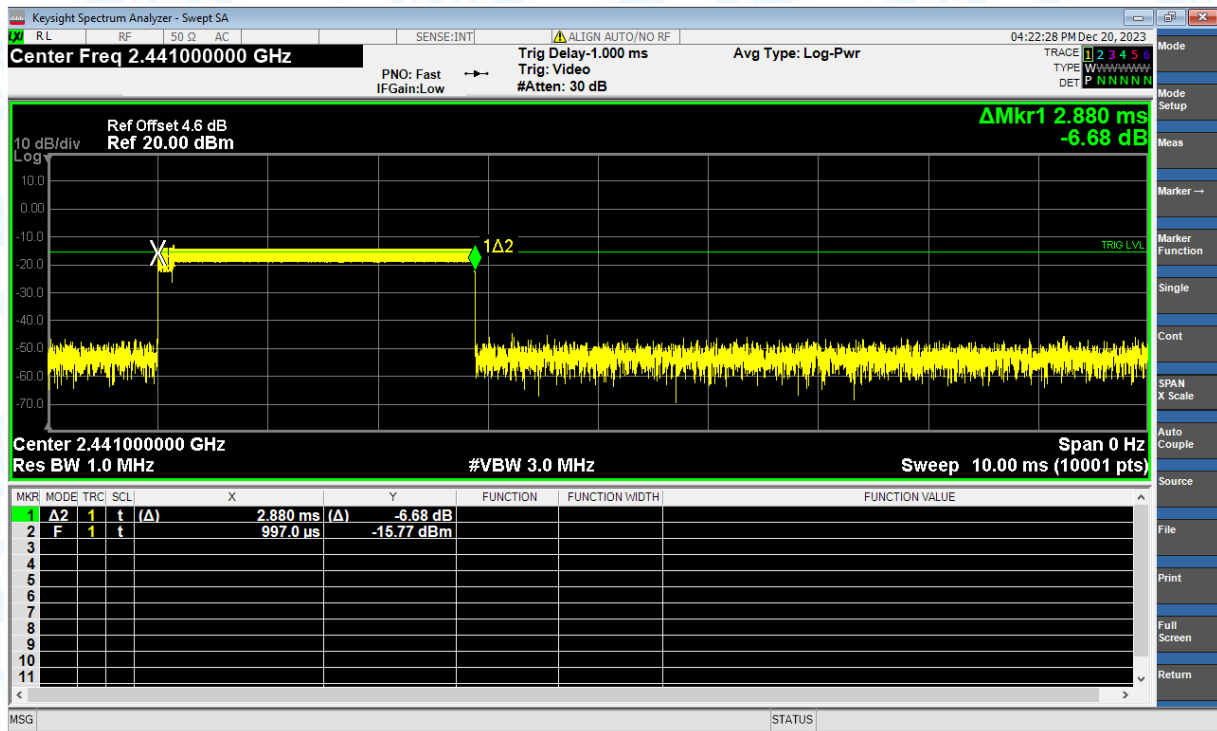 Keysight Spectrum Analyzer - Swept SA
LXI RL RF 50 Ω AC SENSE:INT ALIGN AUTO/NO RF 04:22:28 PM Dec 20, 2023
Center Freq 2.441000000 GHz
PNO: Fast
IFGain:Low
Trig Delay-1.000 ms
Trig: Video
#Atten: 30 dB
Avg Type: Log-Pwr
TRACE 1 2 3 4 5 6
TYPE WWWWWW
DET P N N N N N
ΔMkr1 2.880 ms
-6.68 dB
Ref Offset 4.6 dB
10 dB/div Ref 20.00 dBm
Log
10.0
0.00
-10.0
-20.0
-30.0
-40.0
-50.0
-60.0
-70.0
X
1Δ2
TRIG LVL
Center 2.441000000 GHz Span 0 Hz
Res BW 1.0 MHz #VBW 3.0 MHz Sweep 10.00 ms (10001 pts)
MKR MODE TRC SCL X Y FUNCTION FUNCTION WIDTH FUNCTION VALUE
1 Δ2 1 t (Δ) 2.880 ms (Δ) -6.68 dB
2 F 1 t 997.0 µs -15.77 dBm
3
4
5
6
7
8
9
10
11
MSG STATUS
Mode
Mode
Setup
Meas
Marker →
Marker
Function
Single
Cont
SPAN
X Scale
Auto
Couple
Source
File
Print
Full
Screen
Return